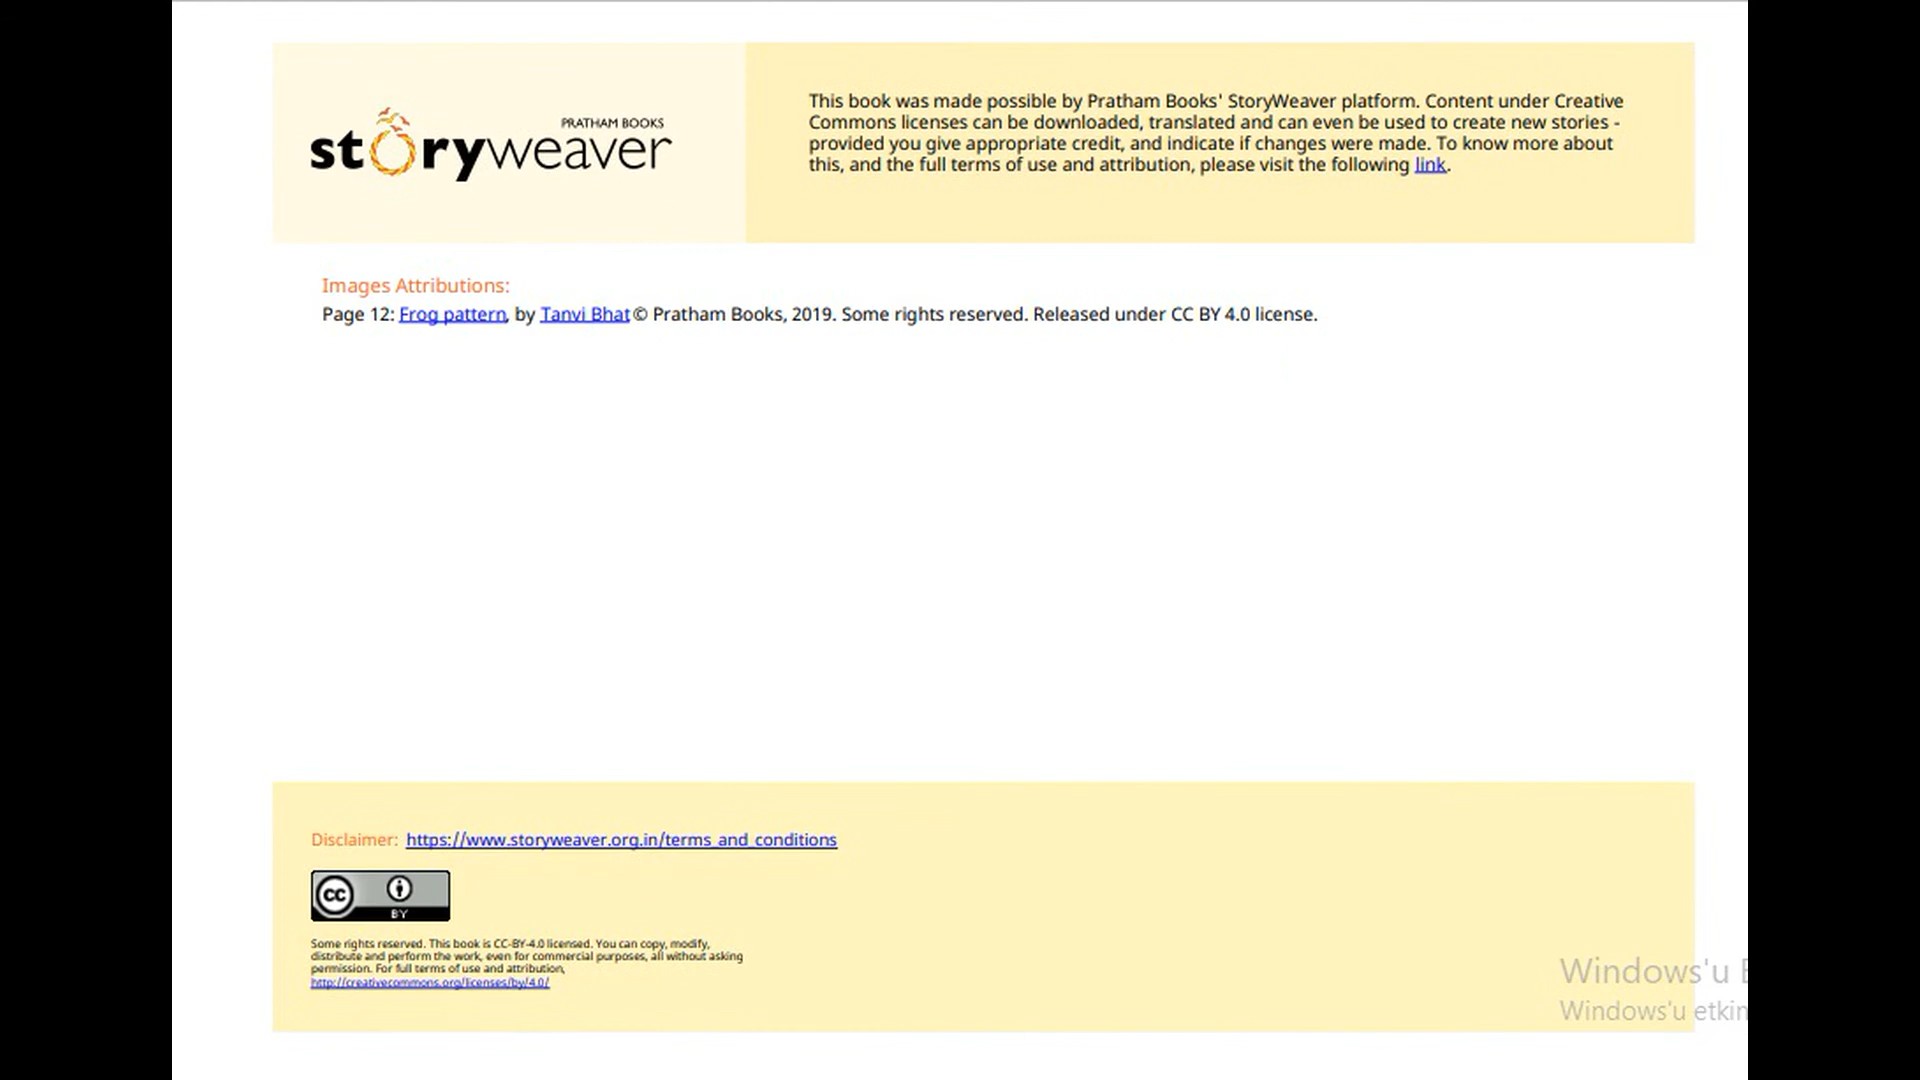 PRATHAM BOOKS
storyweaver
This book was made possible by Pratham Books' StoryWeaver platform. Content under Creative
Commons licenses can be downloaded, translated and can even be used to create new stories -
provided you give appropriate credit, and indicate if changes were made. To know more about
this, and the full terms of use and attribution, please visit the following link.
Images Attributions:
Page 12: Frog pattern, by Tanvi Bhat © Pratham Books, 2019. Some rights reserved. Released under CC BY 4.0 license.
Disclaimer: https://www.storyweaver.org.in/terms_and_conditions
cc BY
Some rights reserved. This book is CC-BY-4.0 licensed. You can copy, modify,
distribute and perform the work, even for commercial purposes, all without asking
permission. For full terms of use and attribution,
http://creativecommons.org/licenses/by/4.0/
Windows'u
Windows'u